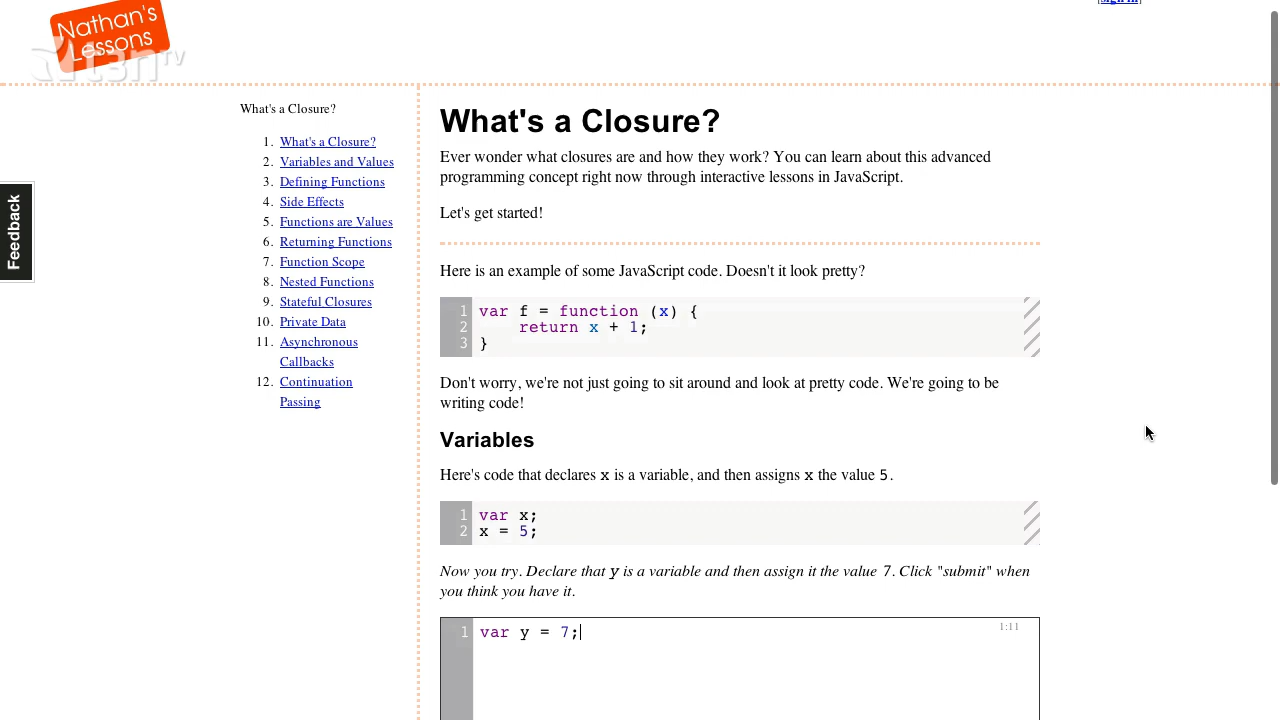 [sign in]
Nathan's
Lessons
t3n TV
What's a Closure?
1. What's a Closure?
2. Variables and Values
3. Defining Functions
4. Side Effects
5. Functions are Values
6. Returning Functions
7. Function Scope
8. Nested Functions
9. Stateful Closures
10. Private Data
11. Asynchronous
Callbacks
12. Continuation
Passing
Feedback
What's a Closure?
Ever wonder what closures are and how they work? You can learn about this advanced
programming concept right now through interactive lessons in JavaScript.
Let's get started!
Here is an example of some JavaScript code. Doesn't it look pretty?
1 var f = function (x) {
2     return x + 1;
3 }
Don't worry, we're not just going to sit around and look at pretty code. We're going to be
writing code!
Variables
Here's code that declares x is a variable, and then assigns x the value 5.
1 var x;
2 x = 5;
Now you try. Declare that y is a variable and then assign it the value 7. Click "submit" when
you think you have it.
1 var y = 7;
1:11